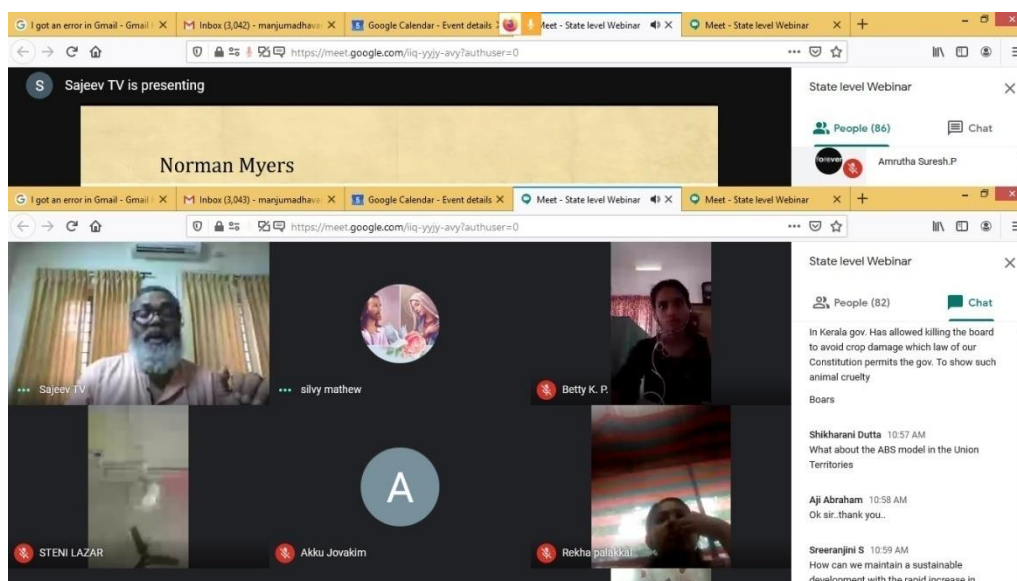 I got an error in Gmail - Gmail
Inbox (3,042) - manjumadhava
Google Calendar - Event details
Meet - State level Webinar
Meet - State level Webinar
https://meet.google.com/iiq-yyjy-avy?authuser=0
S
Sajeev TV is presenting
State level Webinar
People (86)
Chat
Norman Myers
forever
Amrutha Suresh.P
I got an error in Gmail - Gmail
Inbox (3,043) - manjumadhava
Google Calendar - Event details
Meet - State level Webinar
Meet - State level Webinar
https://meet.google.com/iiq-yyjy-avy?authuser=0
State level Webinar
People (82)
Chat
Sajeev TV
silvy mathew
Betty K. P.
STENI LAZAR
A
Akku Jovakim
Rekha palakkal
In Kerala gov. Has allowed killing the board
to avoid crop damage which law of our
Constitution permits the gov. To show such
animal cruelty
Boars
Shikharani Dutta 10:57 AM
What about the ABS model in the Union
Territories
Aji Abraham 10:58 AM
Ok sir..thank you..
Sreeranjini S 10:59 AM
How can we maintain a sustainable
development with the rapid increase in